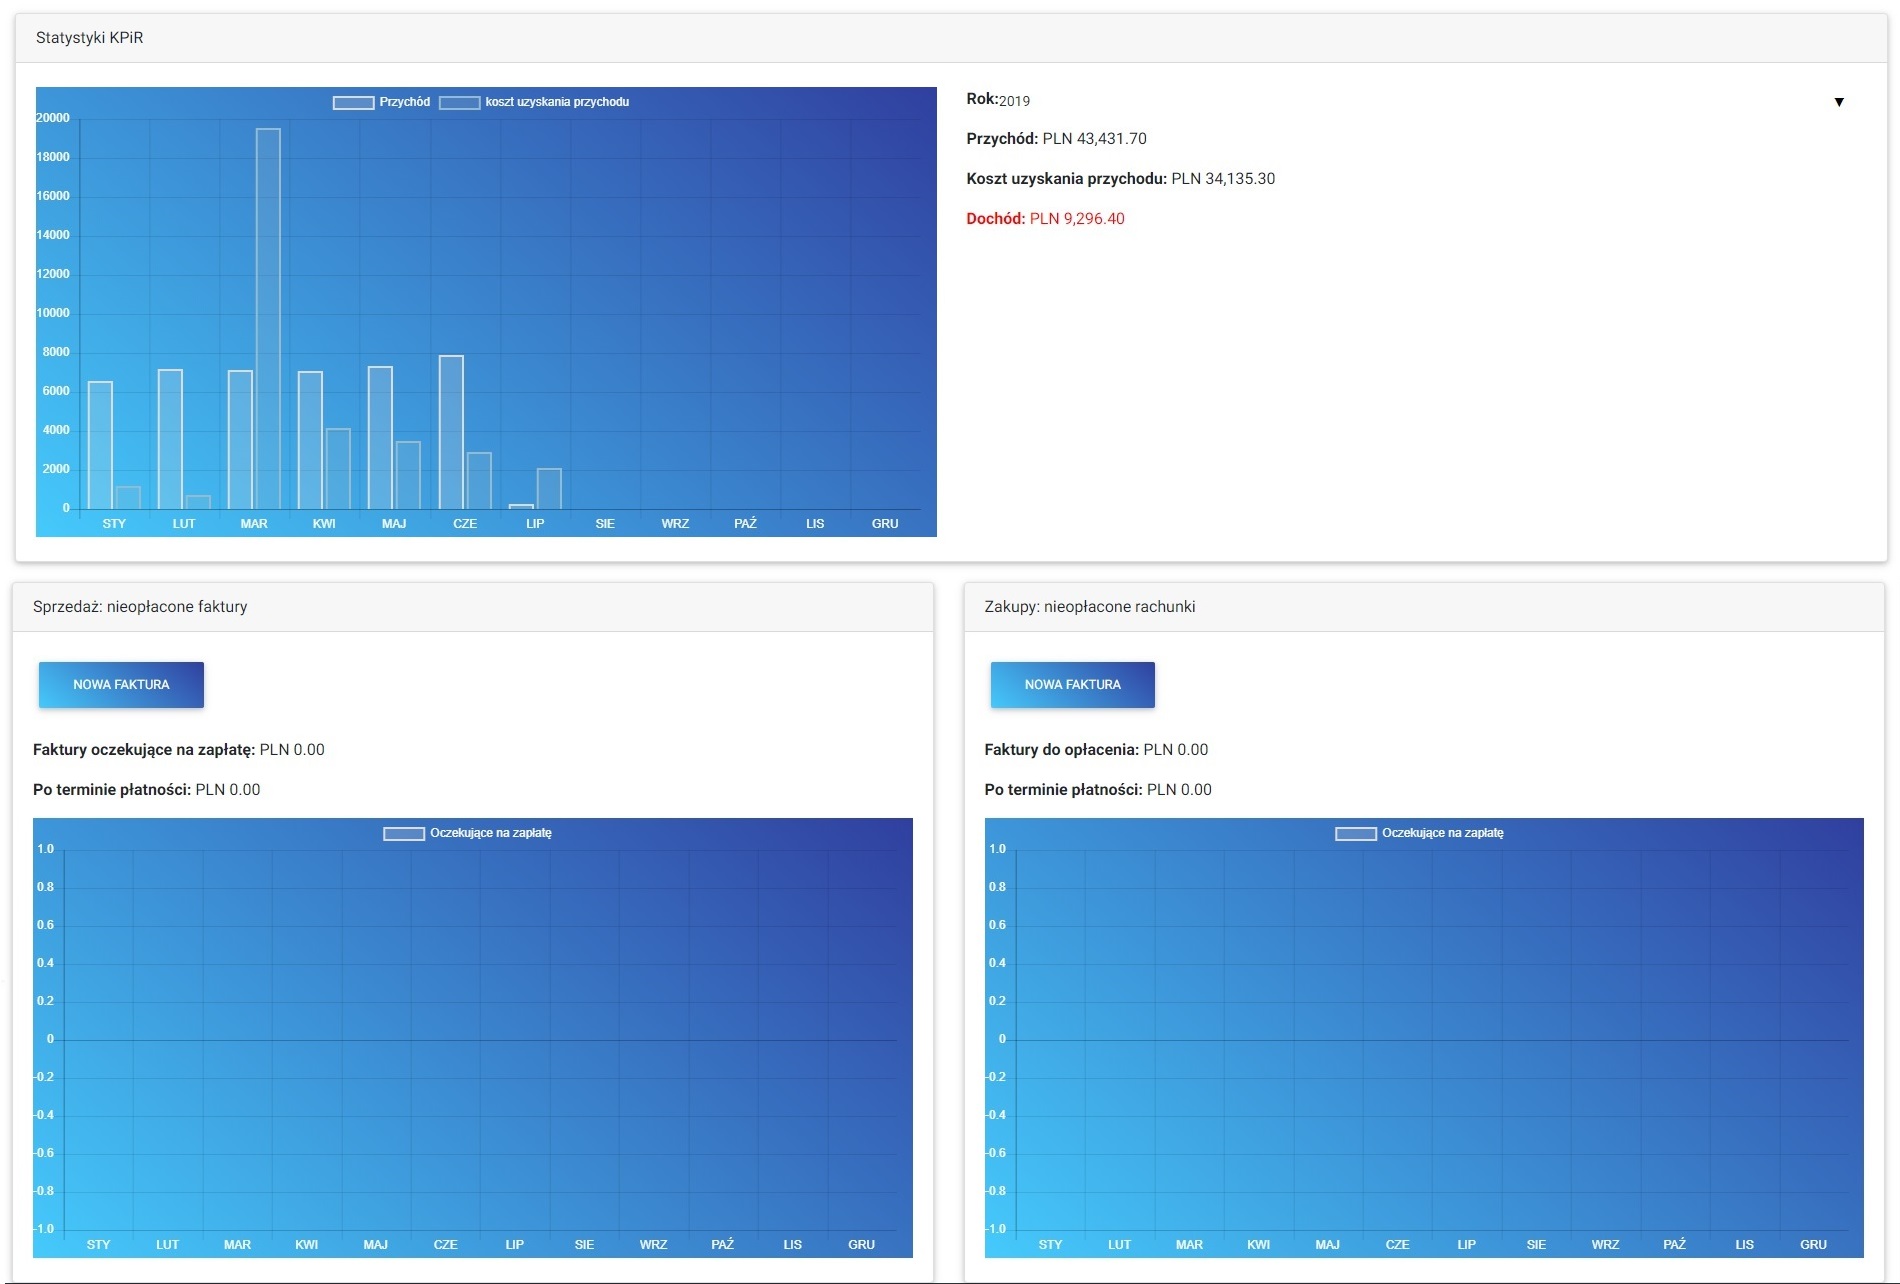 Statystyki KPiR
Przychód koszt uzyskania przychodu
20000
18000
16000
14000
12000
10000
8000
6000
4000
2000
0
STY LUT MAR KWI MAJ CZE LIP SIE WRZ PAŹ LIS GRU
Rok:2019 ▼
Przychód: PLN 43,431.70
Koszt uzyskania przychodu: PLN 34,135.30
Dochód: PLN 9,296.40
Sprzedaż: nieopłacone faktury
NOWA FAKTURA
Faktury oczekujące na zapłatę: PLN 0.00
Po terminie płatności: PLN 0.00
Oczekujące na zapłatę
1.0
0.8
0.6
0.4
0.2
0
-0.2
-0.4
-0.6
-0.8
-1.0
STY LUT MAR KWI MAJ CZE LIP SIE WRZ PAŹ LIS GRU
Zakupy: nieopłacone rachunki
NOWA FAKTURA
Faktury do opłacenia: PLN 0.00
Po terminie płatności: PLN 0.00
Oczekujące na zapłatę
1.0
0.8
0.6
0.4
0.2
0
-0.2
-0.4
-0.6
-0.8
-1.0
STY LUT MAR KWI MAJ CZE LIP SIE WRZ PAŹ LIS GRU